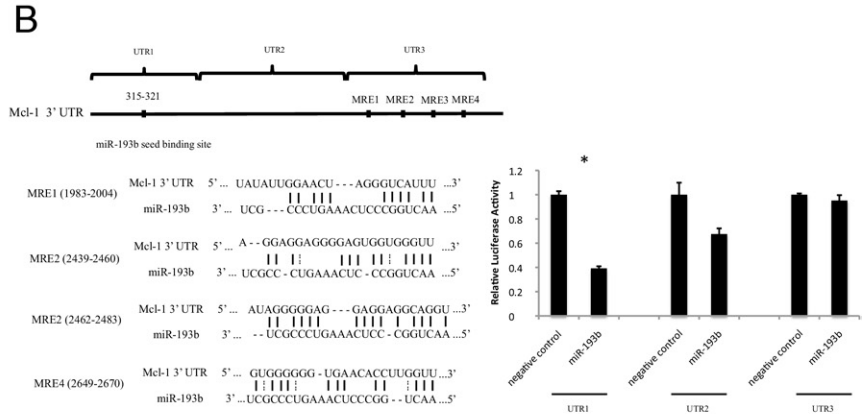 B
UTR1 UTR2 UTR3
315-321 MRE1 MRE2 MRE3 MRE4
Mcl-1 3’ UTR
miR-193b seed binding site
MRE1 (1983-2004)
Mcl-1 3’ UTR 5’ ... UAUAUUGGAACU - - - AGGGUCAUUU ...3’
miR-193b 3’ ... UCG - - - CCCUGAAACUCCCGGUCAA ...5’
MRE2 (2439-2460)
Mcl-1 3’ UTR 5’ ... A - - GGAGGAGGGGAGUGGUGGGUU ...3’
miR-193b 3’ ... UCGCC - CUGAAACUC - CCGGUCAA ...5’
MRE2 (2462-2483)
Mcl-1 3’ UTR 5’ ... AUAGGGGGAG - - - GAGGAGGCAGGU ...3’
miR-193b 3’ ... - - UCGCCCUGAAACUCC - CGGUCAA ...5’
MRE4 (2649-2670)
Mcl-1 3’ UTR 5’ ... GUGGGGGG - UGAACACCUUGGUU ...3’
miR-193b 3’ ... UCGCCCUGAAACUCCCGG - - UCAA ...5’
Relative Luciferase Activity
1.2
1
0.8
0.6
0.4
0.2
0
*
negative control miR-193b negative control miR-193b negative control miR-193b
UTR1 UTR2 UTR3